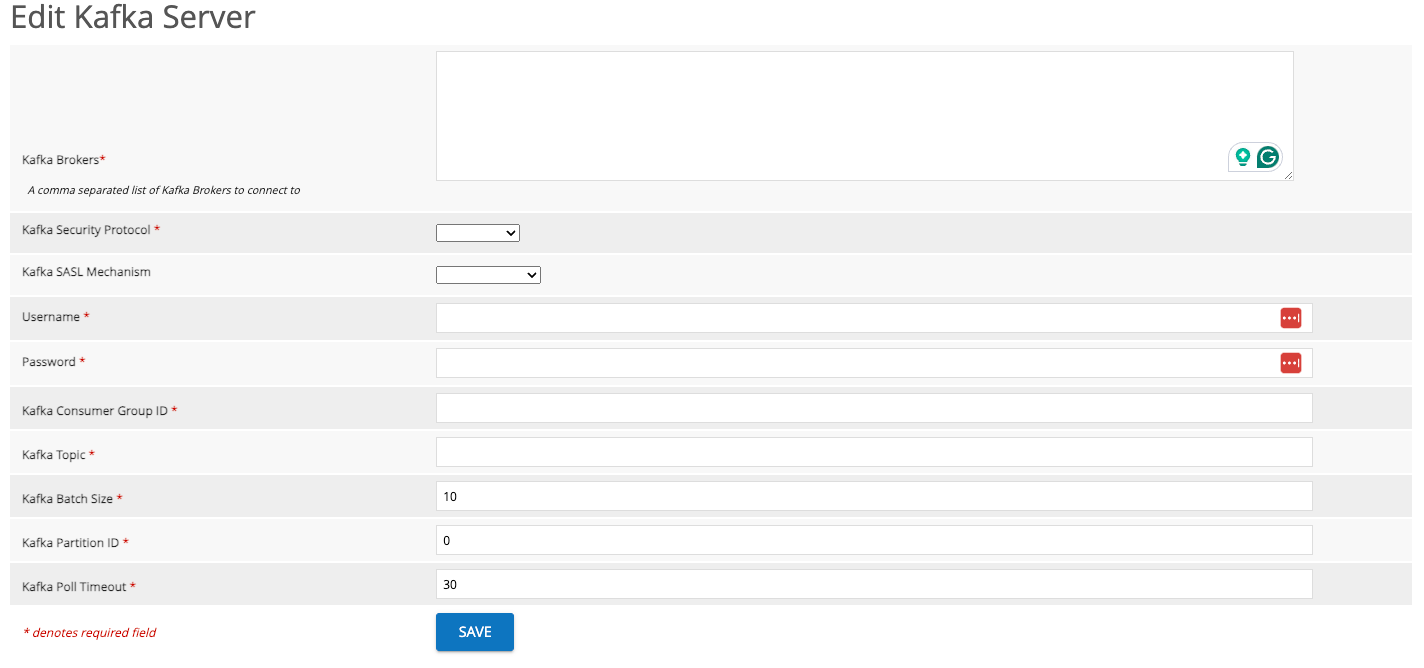 Edit Kafka Server
Kafka Brokers*
A comma separated list of Kafka Brokers to connect to
Kafka Security Protocol *
Kafka SASL Mechanism
Username *
Password *
Kafka Consumer Group ID *
Kafka Topic *
Kafka Batch Size * 10
Kafka Partition ID * 0
Kafka Poll Timeout * 30
* denotes required field SAVE